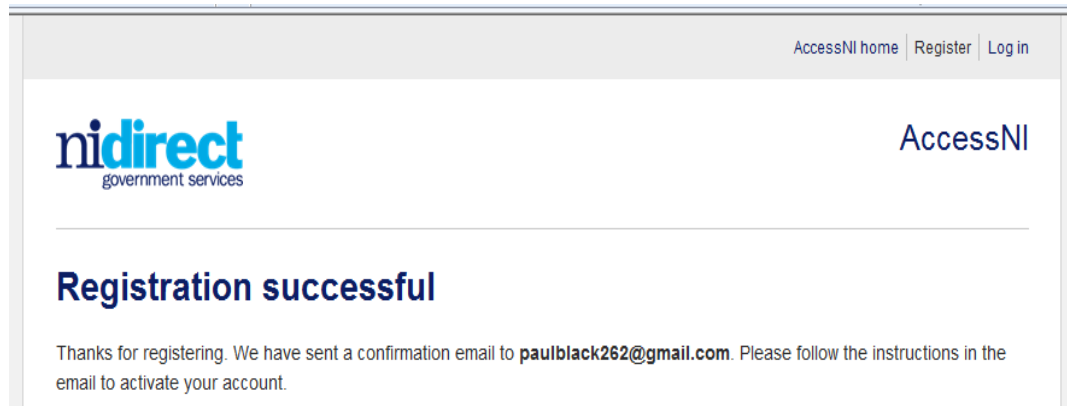 AccessNI home | Register | Log in
nidirect
government services
AccessNI
Registration successful
Thanks for registering. We have sent a confirmation email to paulblack262@gmail.com. Please follow the instructions in the
email to activate your account.